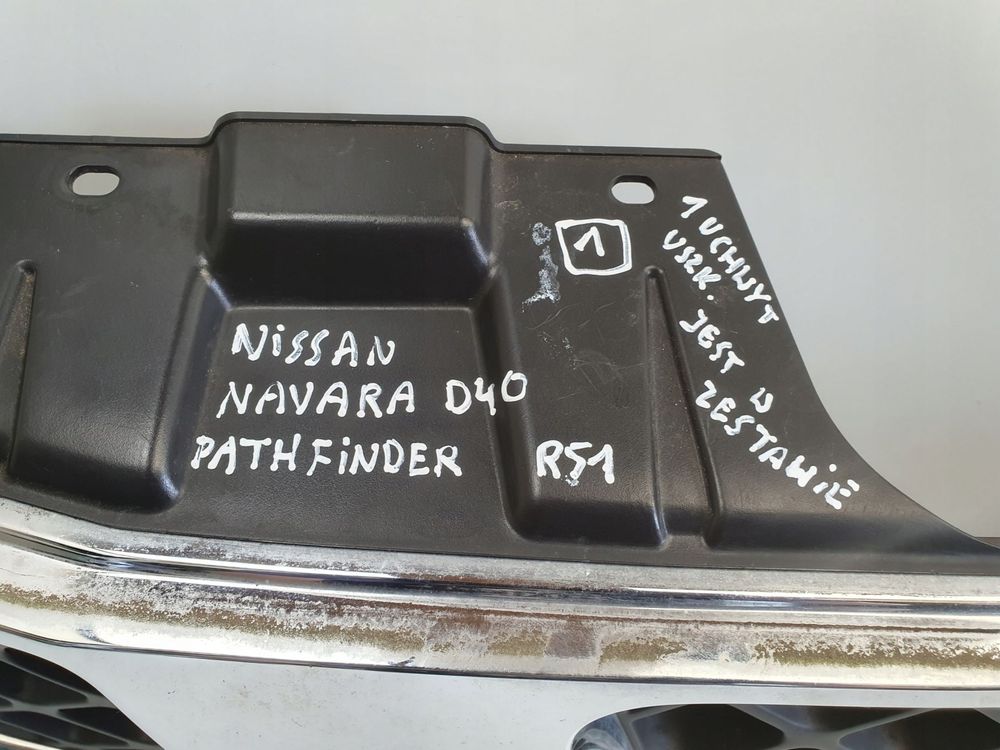 1
1 UCHWYT
USZK. JEST W
ZESTAWIE
NISSAN
NAVARA D40
PATHFINDER R51